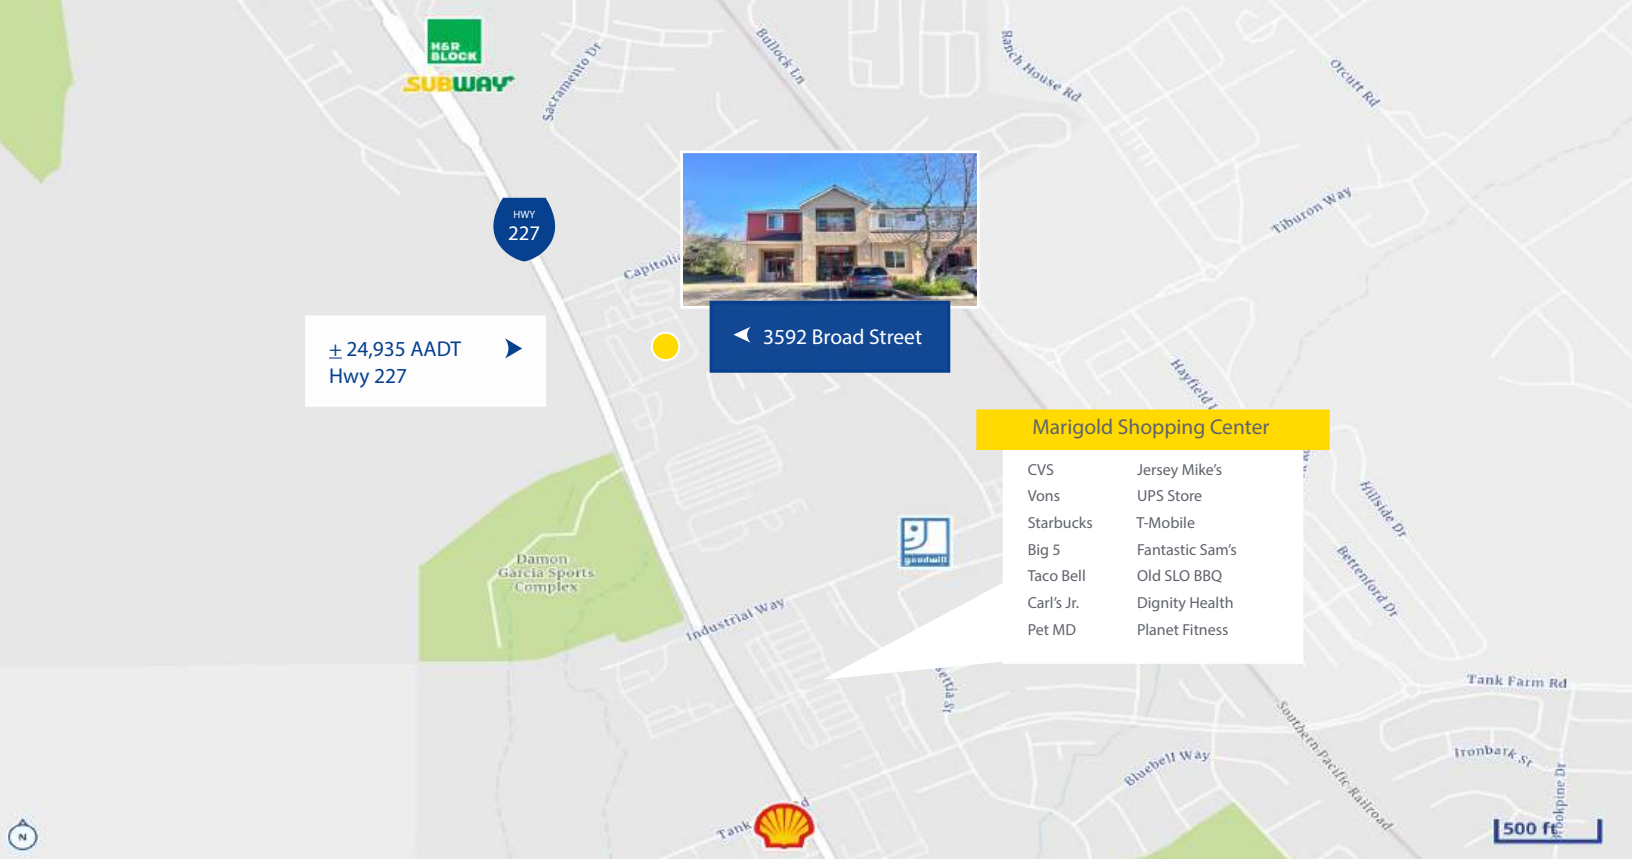 H&R
BLOCK
SUBWAY
Sacramento Dr
Bullock Ln
Ranch House Rd
Orcutt Rd
Tiburon Way
HWY
227
± 24,935 AADT
Hwy 227
3592 Broad Street
Hayfield
Marigold Shopping Center
CVS
Jersey Mike's
Vons
UPS Store
Starbucks
T-Mobile
Big 5
Fantastic Sam's
Taco Bell
Old SLO BBQ
Carl's Jr.
Dignity Health
Pet MD
Planet Fitness
Hillside Dr
Bettenford Dr
goodwill
Damon
Garcia Sports
Complex
Industrial Way
Tank Farm Rd
Southern Pacific Railroad
Ironbark St
Bluebell Way
Tank
N
500 ft